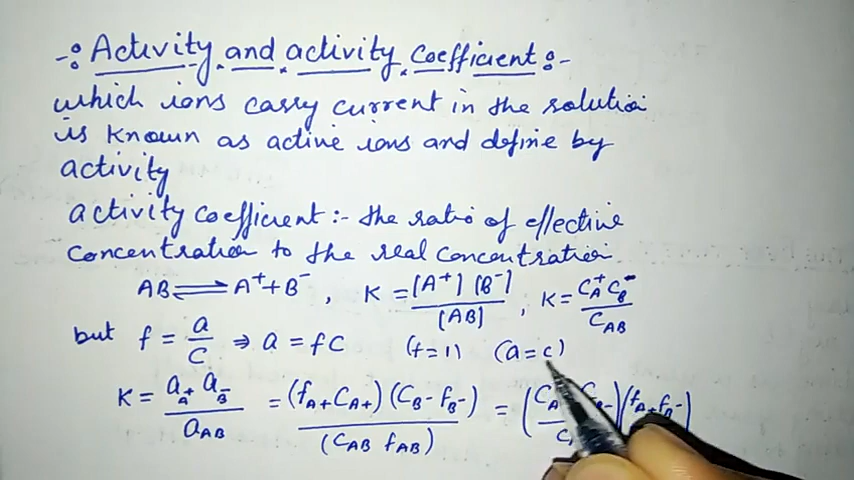 -: Activity and activity coefficient :-
which ions carry current in the solution
is known as active ions and define by
activity
activity coefficient :- the ratio of effective
concentration to the real concentration
AB ⇌ A⁺ + B⁻ , K = [A⁺] [B⁻] / [AB] ; K = C_A⁺ C_B⁻ / C_AB
but f = a / C ⇒ a = fC (f = 1) (a = c)
K = a_A⁺ a_B⁻ / a_AB = (f_A+ C_A+) (C_B- f_B-) / (C_AB f_AB) = (